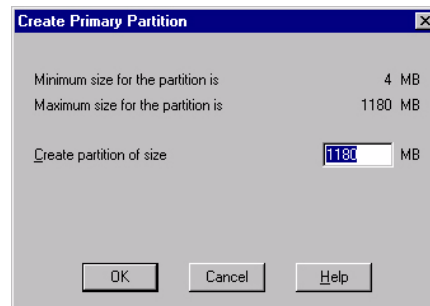 Create Primary Partition
Minimum size for the partition is 4 MB
Maximum size for the partition is 1180 MB
Create partition of size 1180 MB
OK Cancel Help